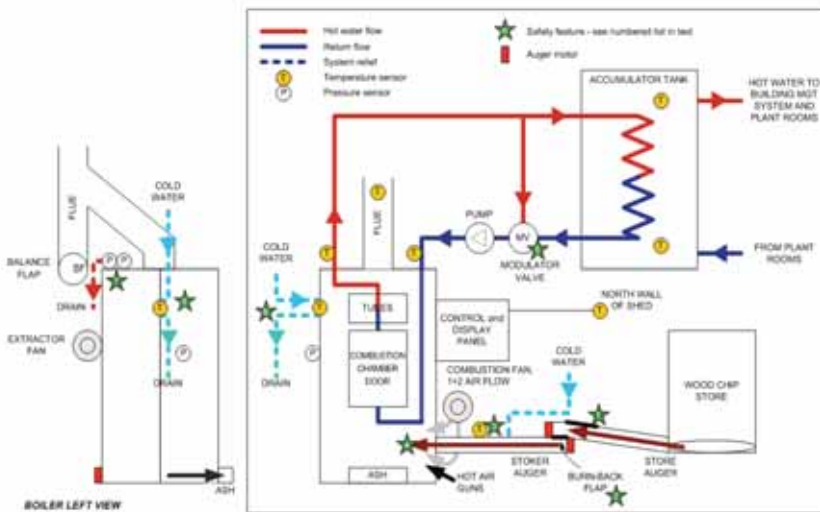 Hot water flow
Return flow
System relief
T
Temperature sensor
P
Pressure sensor
Safety feature - see numbered list in text
Auger motor
ACCUMULATOR TANK
T
T
HOT WATER TO
BUILDING MGT
SYSTEM AND
PLANT ROOMS
FROM PLANT
ROOMS
PUMP
MV
MODULATOR
VALVE
T
FLUE
T
T
COLD
WATER
T
DRAIN
P
TUBES
COMBUSTION
CHAMBER
DOOR
ASH
CONTROL and
DISPLAY
PANEL
T
NORTH WALL
OF SHED
COMBUSTION FAN,
1+2 AIR FLOW
COLD
WATER
T
WOOD CHIP
STORE
STOKER
AUGER
STORE
AUGER
BURN-BACK
FLAP
HOT AIR
GUNS
FLUE
COLD
WATER
BALANCE
FLAP
BF
P
P
DRAIN
T
EXTRACTOR
FAN
P
DRAIN
ASH
BOILER LEFT VIEW